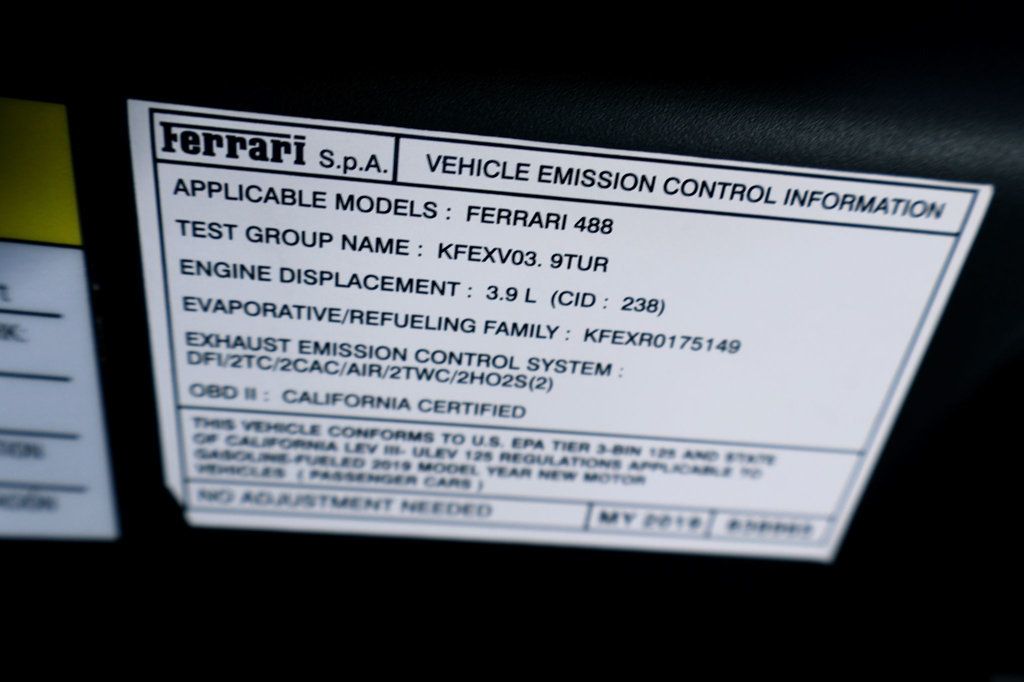 Ferrari S.p.A. VEHICLE EMISSION CONTROL INFORMATION
APPLICABLE MODELS : FERRARI 488
TEST GROUP NAME : KFEXV03. 9TUR
ENGINE DISPLACEMENT : 3.9 L (CID : 238)
EVAPORATIVE/REFUELING FAMILY : KFEXR0175149
EXHAUST EMISSION CONTROL SYSTEM :
DFI/2TC/2CAC/AIR/2TWC/2HO2S(2)
OBD II : CALIFORNIA CERTIFIED
THIS VEHICLE CONFORMS TO U.S. EPA TIER 3-BIN 125 AND STATE
OF CALIFORNIA LEV III- ULEV 125 REGULATIONS APPLICABLE TO
GASOLINE-FUELED 2019 MODEL YEAR NEW MOTOR
VEHICLES ( PASSENGER CARS )
NO ADJUSTMENT NEEDED MY 2019